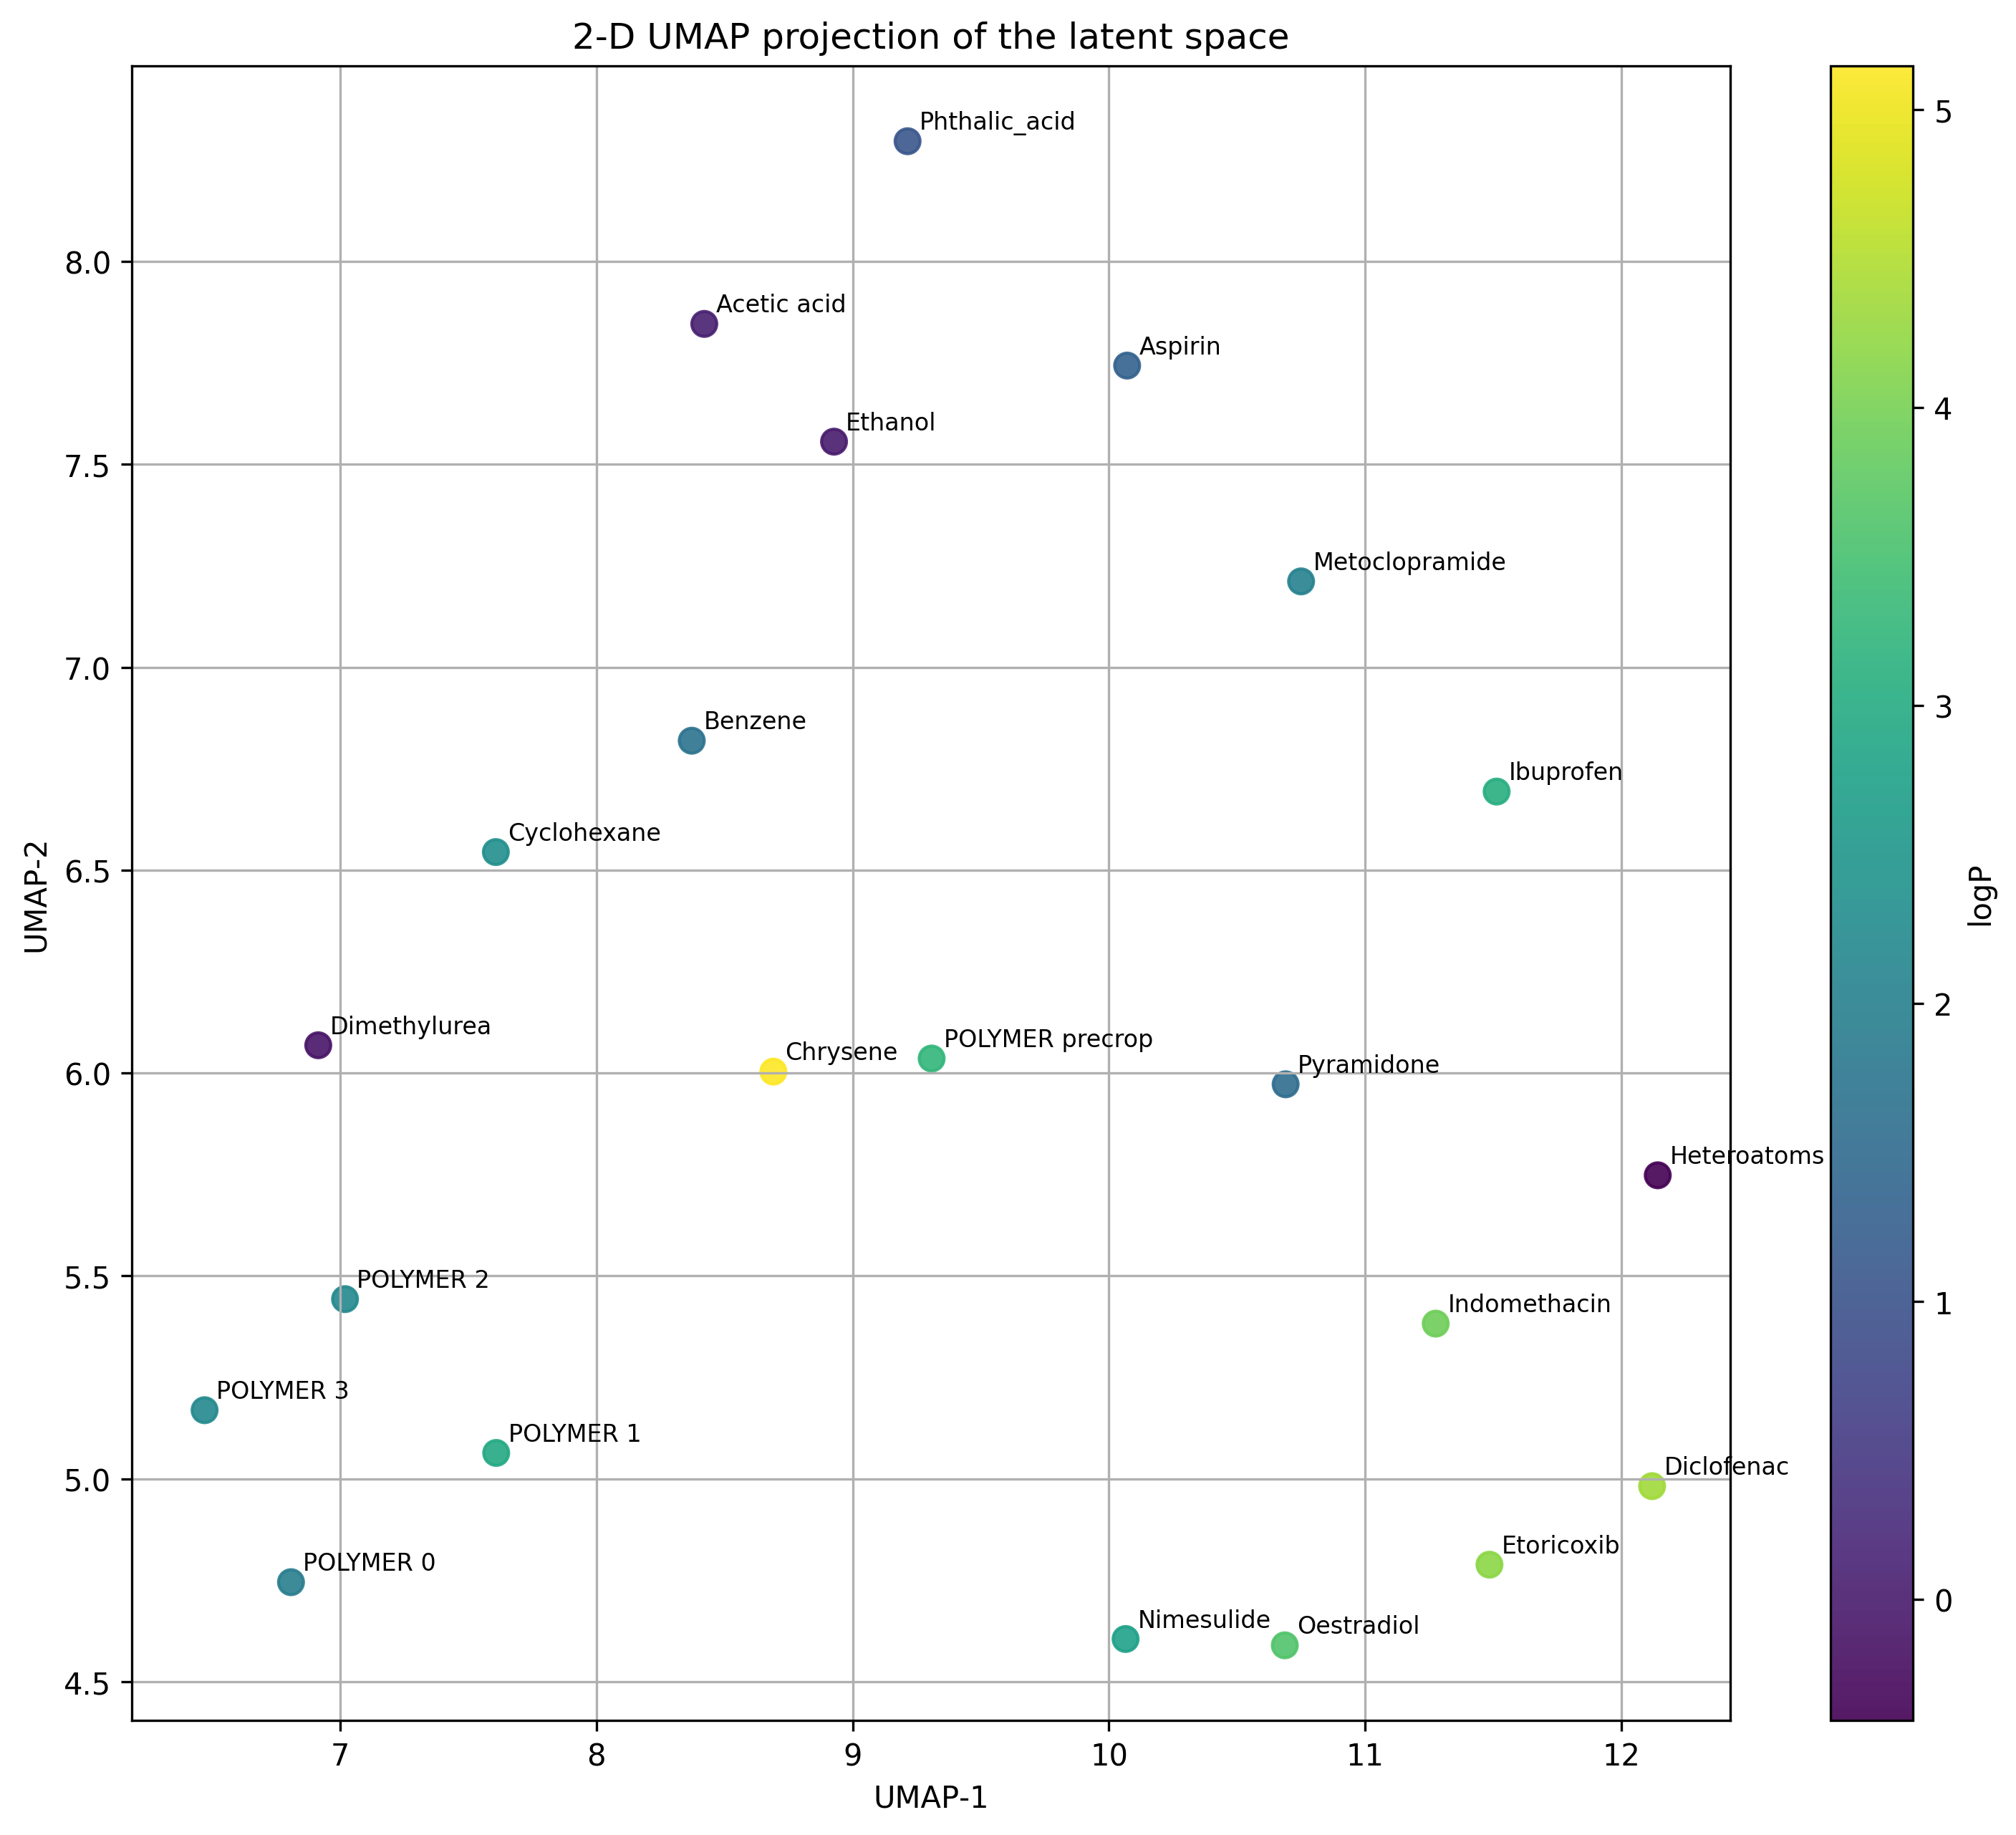 2-D UMAP projection of the latent space
Phthalic_acid
Acetic acid
Aspirin
Ethanol
Metoclopramide
Benzene
Ibuprofen
Cyclohexane
Dimethylurea
Chrysene
POLYMER precrop
Pyramidone
Heteroatoms
POLYMER 2
Indomethacin
POLYMER 3
POLYMER 1
Diclofenac
Etoricoxib
POLYMER 0
Nimesulide
Oestradiol
8.0
7.5
7.0
6.5
6.0
5.5
5.0
4.5
UMAP-2
7 8 9 10 11 12
UMAP-1
5
4
3
2
1
0
logP